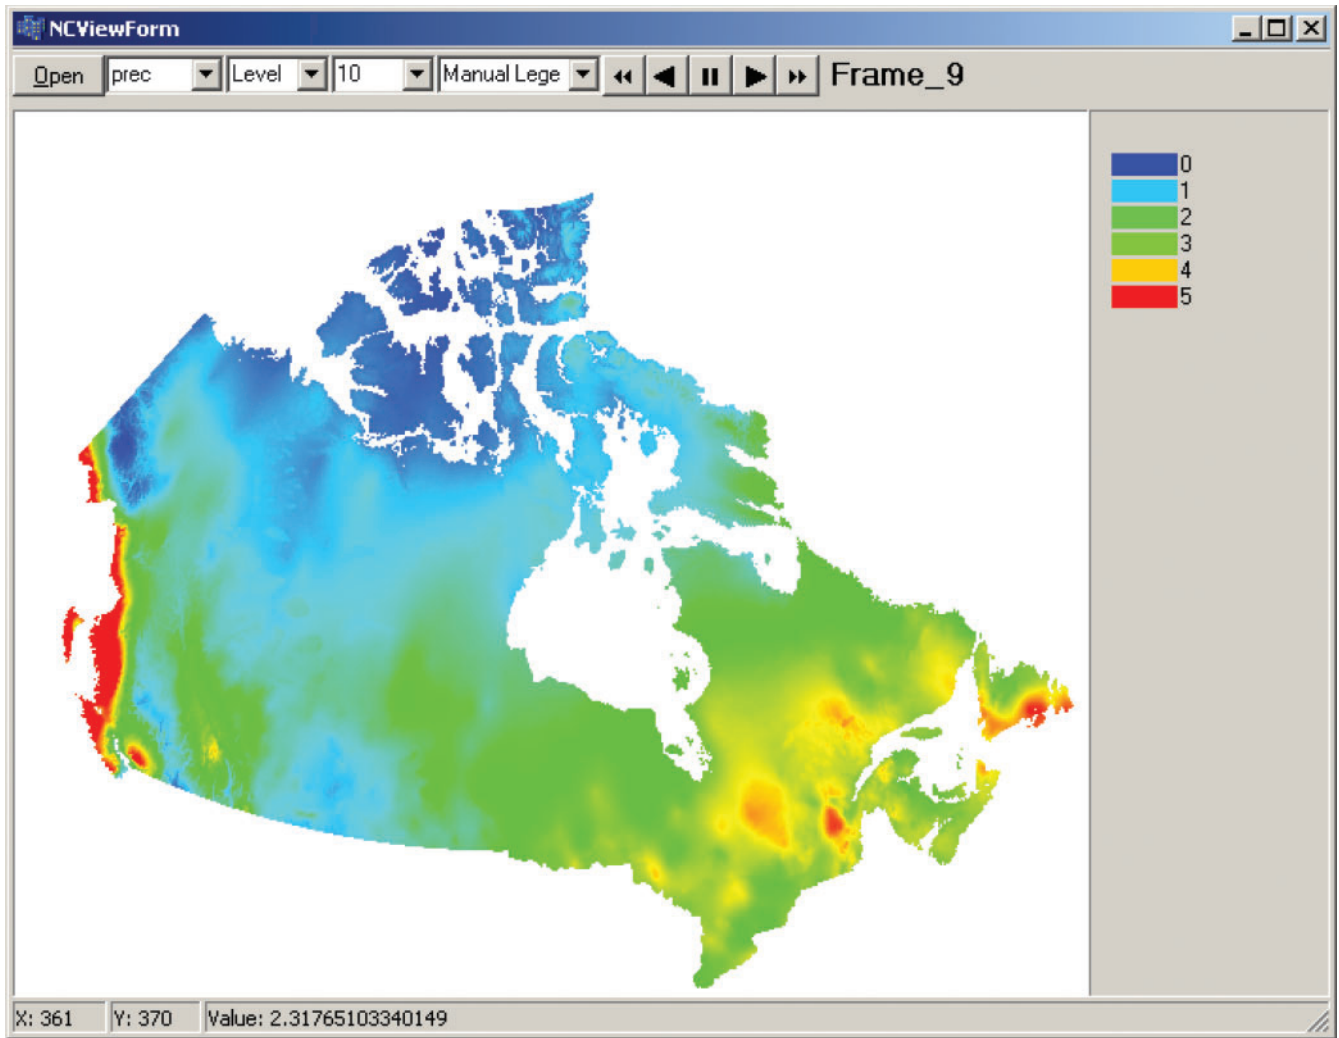 NCViewForm
Open prec Level 10 Manual Lege Frame_9
0
1
2
3
4
5
X: 361 Y: 370 Value: 2.31765103340149